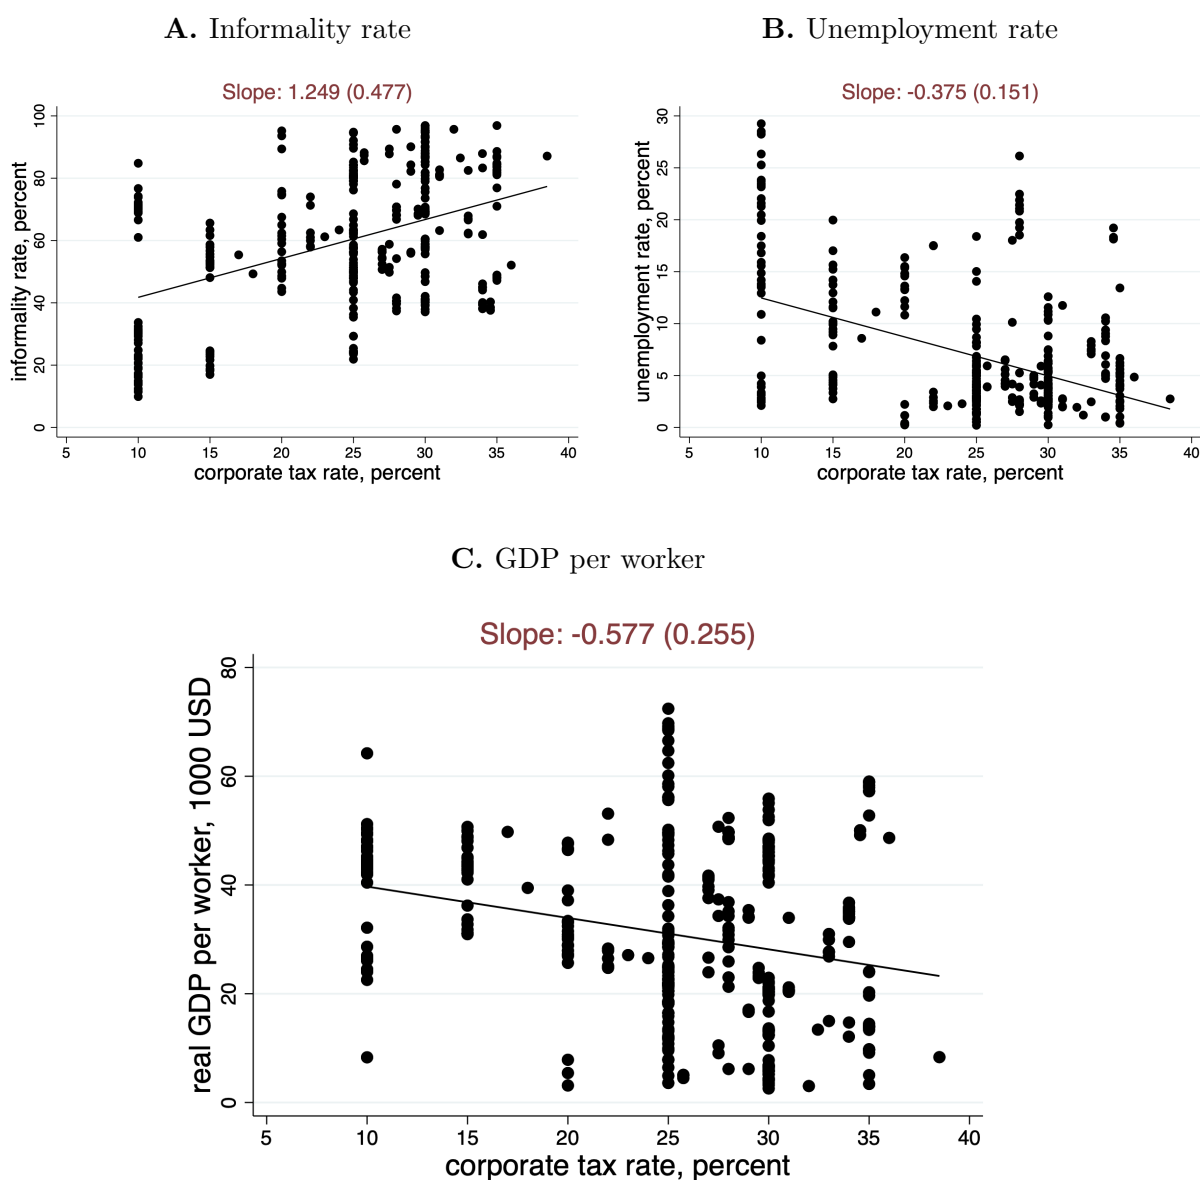 A. Informality rate
Slope: 1.249 (0.477)
informality rate, percent
100
80
60
40
20
0
5 10 15 20 25 30 35 40
corporate tax rate, percent
B. Unemployment rate
Slope: -0.375 (0.151)
unemployment rate, percent
30
25
20
15
10
5
0
5 10 15 20 25 30 35 40
corporate tax rate, percent
C. GDP per worker
Slope: -0.577 (0.255)
real GDP per worker, 1000 USD
80
60
40
20
0
5 10 15 20 25 30 35 40
corporate tax rate, percent